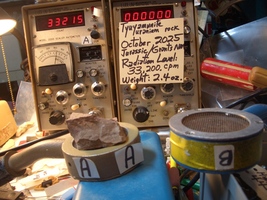 33215
000000
A
Tyuyamunite
Uranium rock
October 2025
Jurassic/Grants NM
Radiation Level:
33,200 cpm
Weight: 2.4 oz.
A
A
B